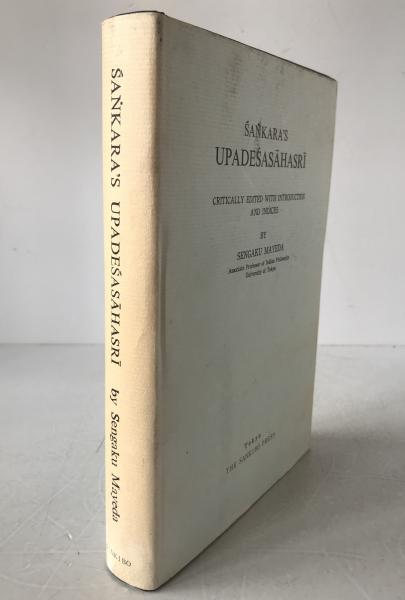 ŚAṄKARA'S UPADEŚASĀHASRĪ by Sengaku Mayeda
ŚAṄKARA'S
UPADEŚASĀHASRĪ
CRITICALLY EDITED WITH INTRODUCTION
AND INDICES
BY
SENGAKU MAYEDA
Associate Professor of Indian Philosophy
University of Tokyo
TOKYO
THE HOKUSEIDO PRESS